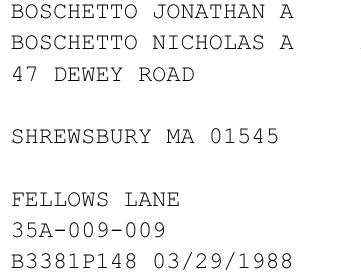 BOSCHETTO JONATHAN A
BOSCHETTO NICHOLAS A
47 DEWEY ROAD
SHREWSBURY MA 01545
FELLOWS LANE
35A-009-009
B3381P148 03/29/1988